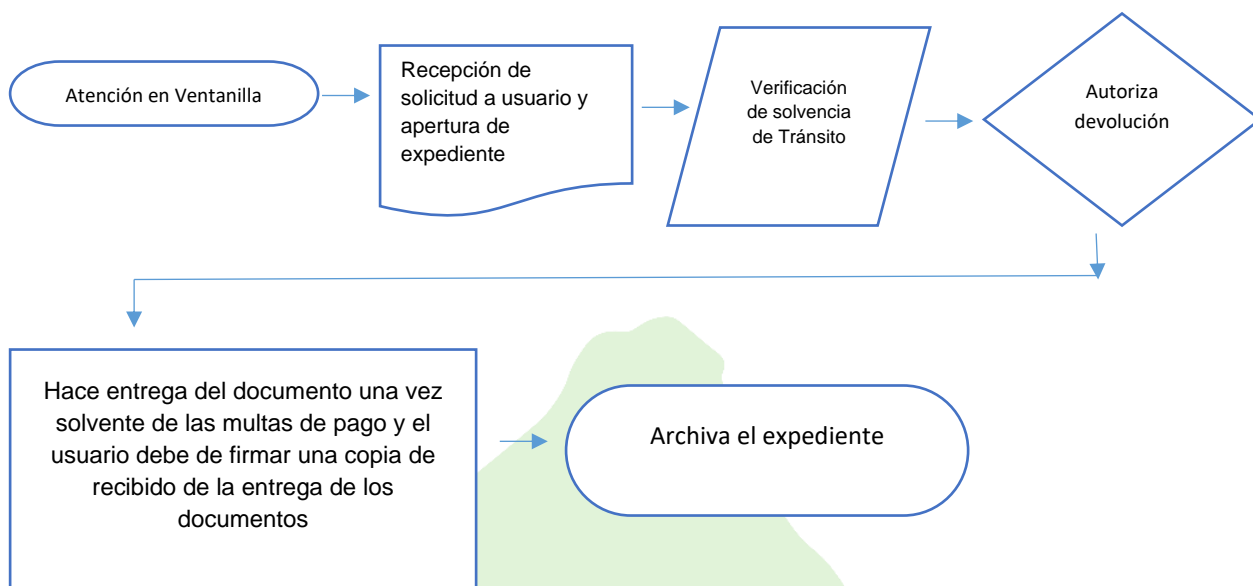 Atención en Ventanilla
Recepción de
solicitud a usuario y
apertura de
expediente
Verificación
de solvencia
de Tránsito
Autoriza
devolución
Hace entrega del documento una vez
solvente de las multas de pago y el
usuario debe de firmar una copia de
recibido de la entrega de los
documentos
Archiva el expediente